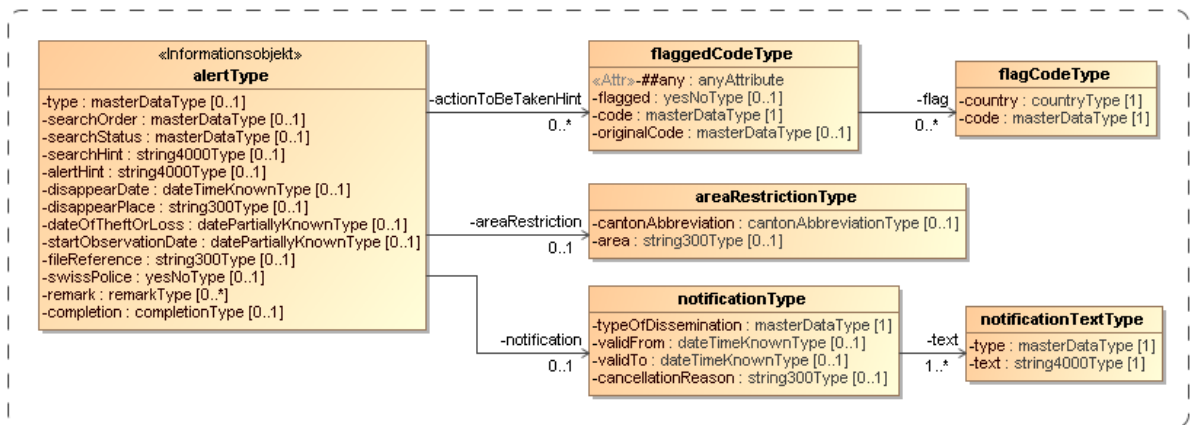 «Informationsobjekt»
alertType
-type : masterDataType [0..1]
-searchOrder : masterDataType [0..1]
-searchStatus : masterDataType [0..1]
-searchHint : string4000Type [0..1]
-alertHint : string4000Type [0..1]
-disappearDate : dateTimeKnownType [0..1]
-disappearPlace : string300Type [0..1]
-dateOfTheftOrLoss : datePartiallyKnownType [0..1]
-startObservationDate : datePartiallyKnownType [0..1]
-fileReference : string300Type [0..1]
-swissPolice : yesNoType [0..1]
-remark : remarkType [0..*]
-completion : completionType [0..1]
-actionToBeTakenHint
0..*
flaggedCodeType
«Attr»-##any : anyAttribute
-flagged : yesNoType [0..1]
-code : masterDataType [1]
-originalCode : masterDataType [0..1]
-flag
0..*
flagCodeType
-country : countryType [1]
-code : masterDataType [1]
-areaRestriction
0..1
areaRestrictionType
-cantonAbbreviation : cantonAbbreviationType [0..1]
-area : string300Type [0..1]
-notification
0..1
notificationType
-typeOfDissemination : masterDataType [1]
-validFrom : dateTimeKnownType [0..1]
-validTo : dateTimeKnownType [0..1]
-cancellationReason : string300Type [0..1]
-text
1..*
notificationTextType
-type : masterDataType [1]
-text : string4000Type [1]